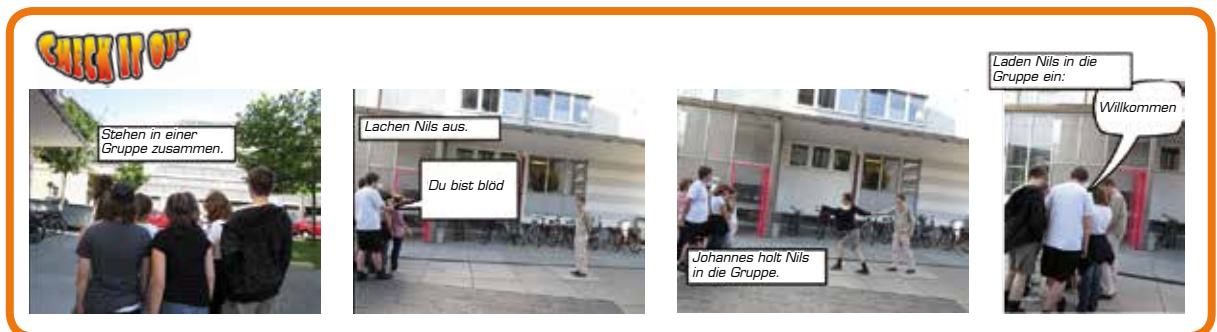 CHECK IT OUT
Stehen in einer
Gruppe zusammen.
Lachen Nils aus.
Du bist blöd
Johannes holt Nils
in die Gruppe.
Laden Nils in die
Gruppe ein:
Willkommen